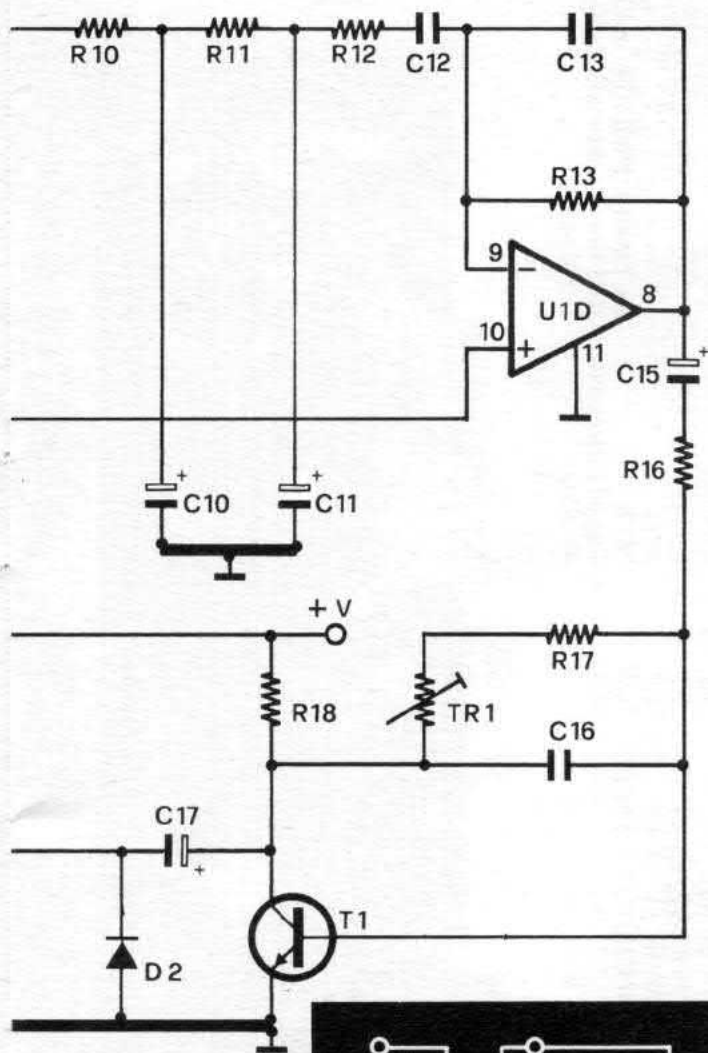 R10
R11
R12
C12
C13
R13
9
−
U1D
8
10
+
11
+
C15
R16
+
C10
+
C11
+ V
R17
R18
TR1
C16
C17
+
T1
D2